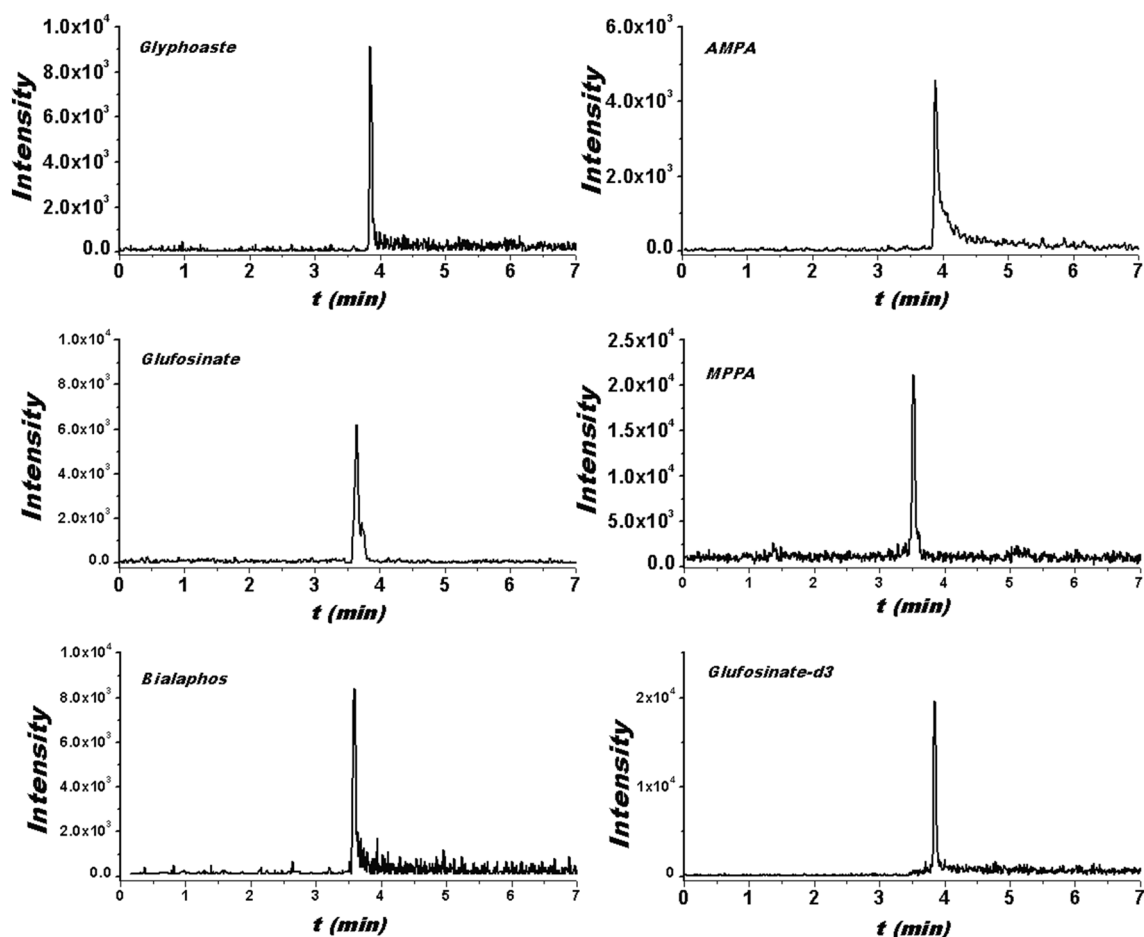 Glyphoaste
1.0x10⁴
8.0x10³
6.0x10³
4.0x10³
2.0x10³
0.0
Intensity
0 1 2 3 4 5 6 7
t (min)
AMPA
6.0x10³
4.0x10³
2.0x10³
0.0
Intensity
0 1 2 3 4 5 6 7
t (min)
Glufosinate
1.0x10⁴
8.0x10³
6.0x10³
4.0x10³
2.0x10³
0.0
Intensity
0 1 2 3 4 5 6 7
t (min)
MPPA
2.5x10⁴
2.0x10⁴
1.5x10⁴
1.0x10⁴
5.0x10³
0.0
Intensity
0 1 2 3 4 5 6 7
t (min)
Bialaphos
1.0x10⁴
8.0x10³
6.0x10³
4.0x10³
2.0x10³
0.0
Intensity
0 1 2 3 4 5 6 7
t (min)
Glufosinate-d3
2x10⁴
1x10⁴
0
Intensity
0 1 2 3 4 5 6 7
t (min)